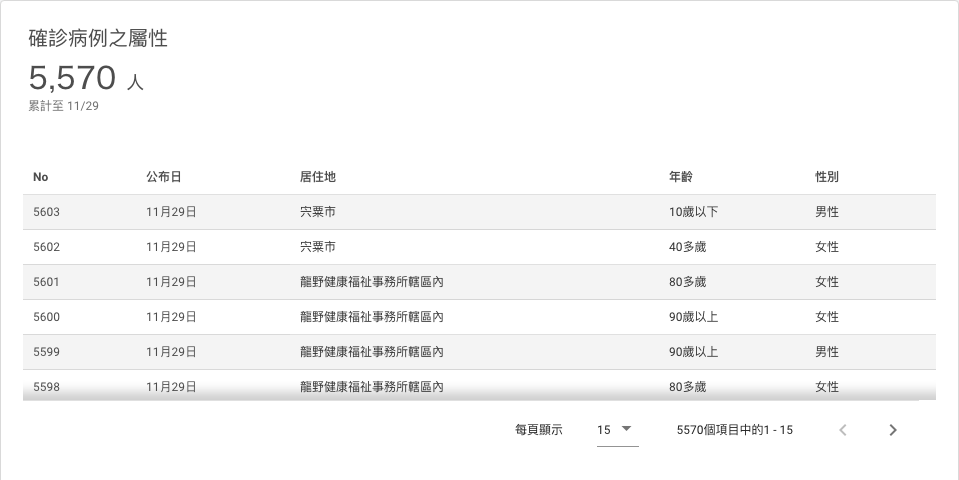 確診病例之屬性
5,570 人
累計至 11/29
No 公布日 居住地 年齡 性別
5603 11月29日 宍粟市 10歲以下 男性
5602 11月29日 宍粟市 40多歲 女性
5601 11月29日 龍野健康福祉事務所轄區內 80多歲 女性
5600 11月29日 龍野健康福祉事務所轄區內 90歲以上 女性
5599 11月29日 龍野健康福祉事務所轄區內 90歲以上 男性
5598 11月29日 龍野健康福祉事務所轄區內 80多歲 女性
每頁顯示 15 5570個項目中的1 - 15